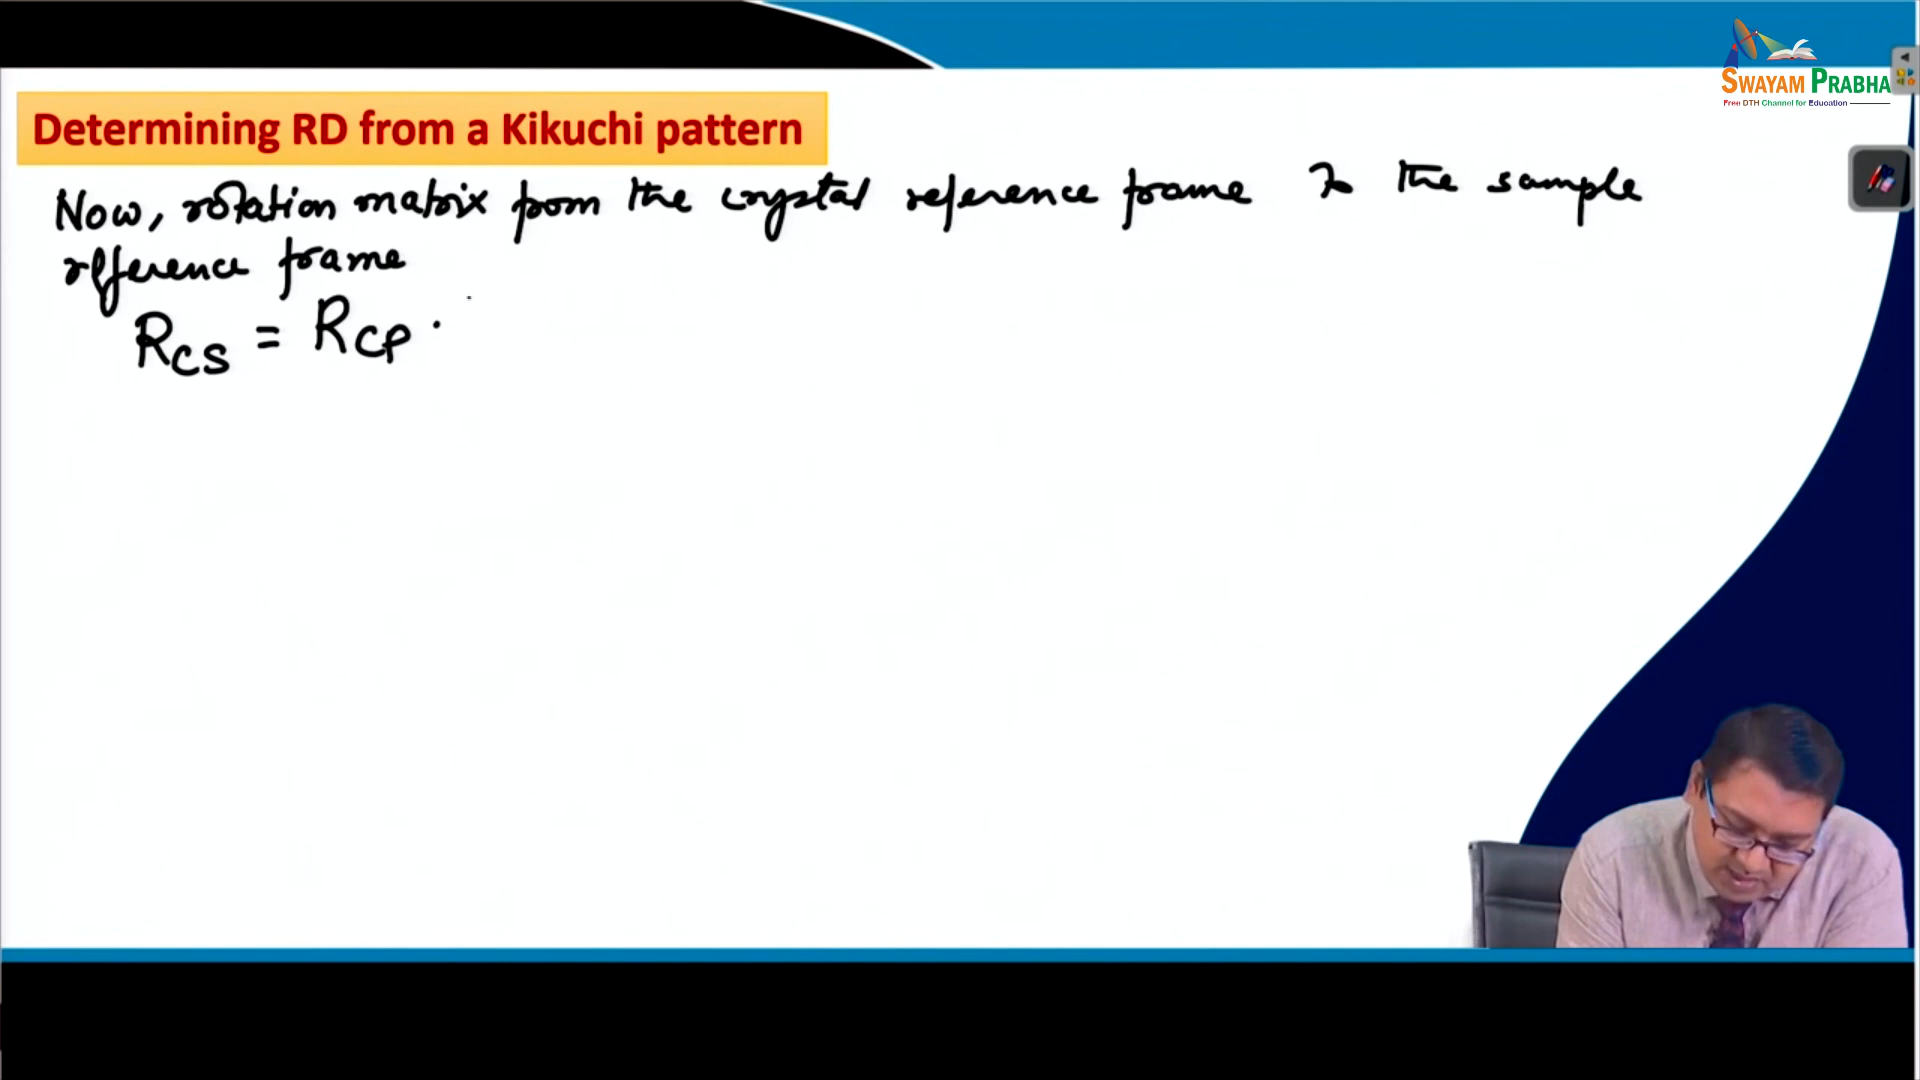 SWAYAM PRABHA
Free DTH Channel for Education
Determining RD from a Kikuchi pattern
Now, rotation matrix from the crystal reference frame to the sample
reference frame
RCS = RCP ·